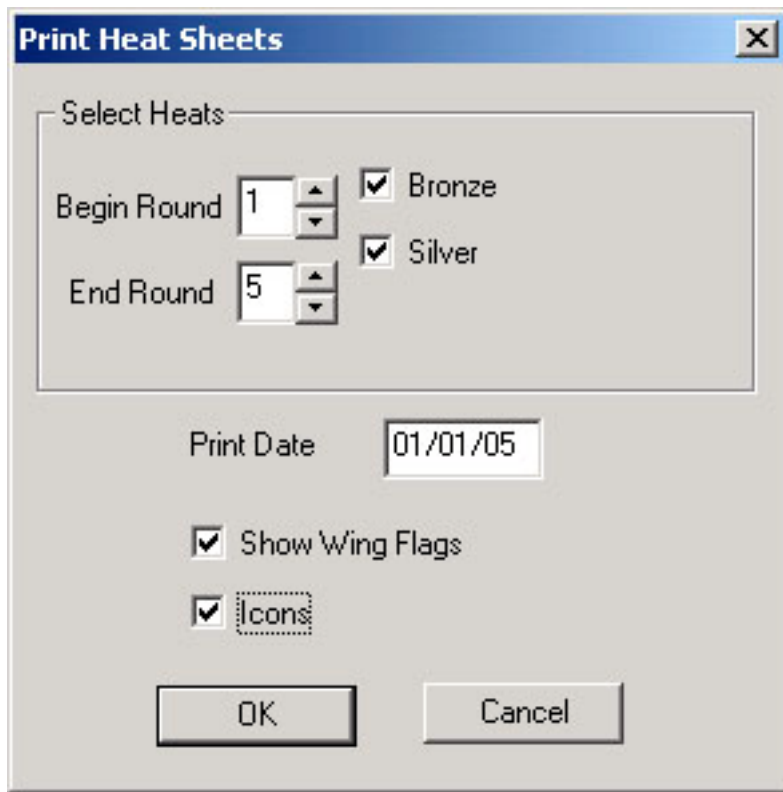 Print Heat Sheets
Select Heats
Begin Round 1
Bronze
Silver
End Round 5
Print Date 01/01/05
Show Wing Flags
Icons
OK Cancel